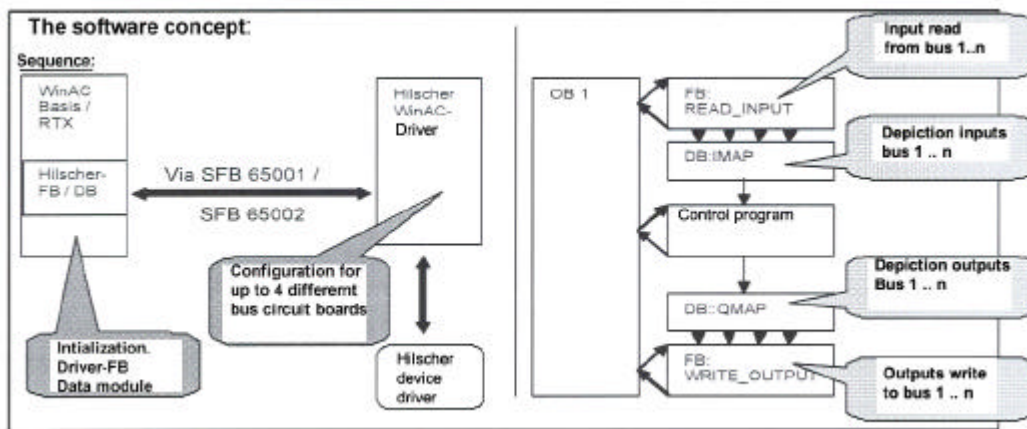 The software concept:
Sequence:
WinAC
Basis /
RTX
Hilscher-
FB / DB
Via SFB 65001 /
SFB 65002
Hilscher
WinAC-
Driver
Configuration for
up to 4 differernt
bus circuit boards
Intialization.
Driver-FB
Data module
Hilscher
device
driver
OB 1
FB:
READ_INPUT
Input read
from bus 1..n
DB:IMAP
Depiction inputs
bus 1 .. n
Control program
Depiction outputs
Bus 1 .. n
DB::QMAP
FB:
WRITE_OUTPUT
Outputs write
to bus 1 .. n